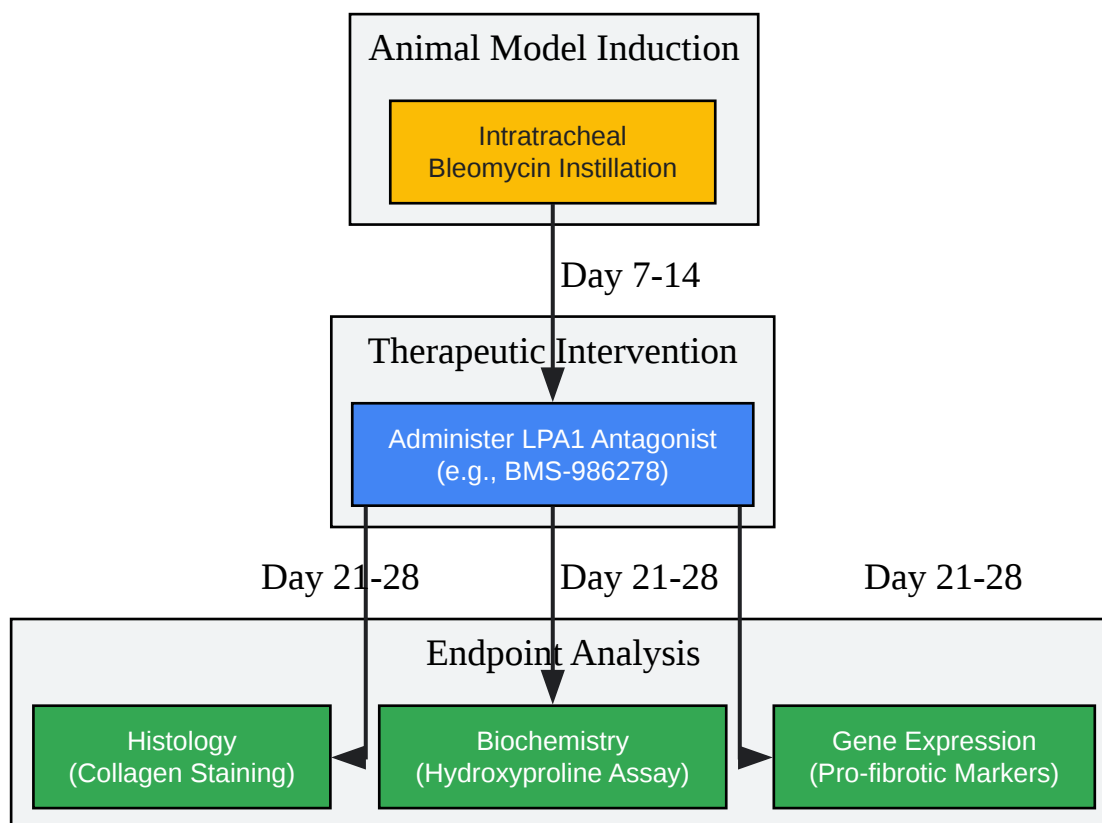 Animal Model Induction
Intratracheal
Bleomycin Instillation
Day 7-14
Therapeutic Intervention
Administer LPA1 Antagonist
(e.g., BMS-986278)
Day 21-28
Day 21-28
Day 21-28
Endpoint Analysis
Histology
(Collagen Staining)
Biochemistry
(Hydroxyproline Assay)
Gene Expression
(Pro-fibrotic Markers)